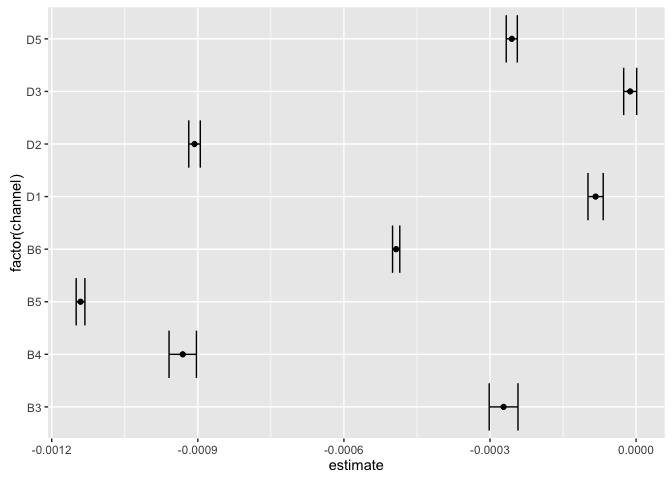 D5
D3
D2
D1
B6
B5
B4
B3
factor(channel)
-0.0012 -0.0009 -0.0006 -0.0003 0.0000
estimate